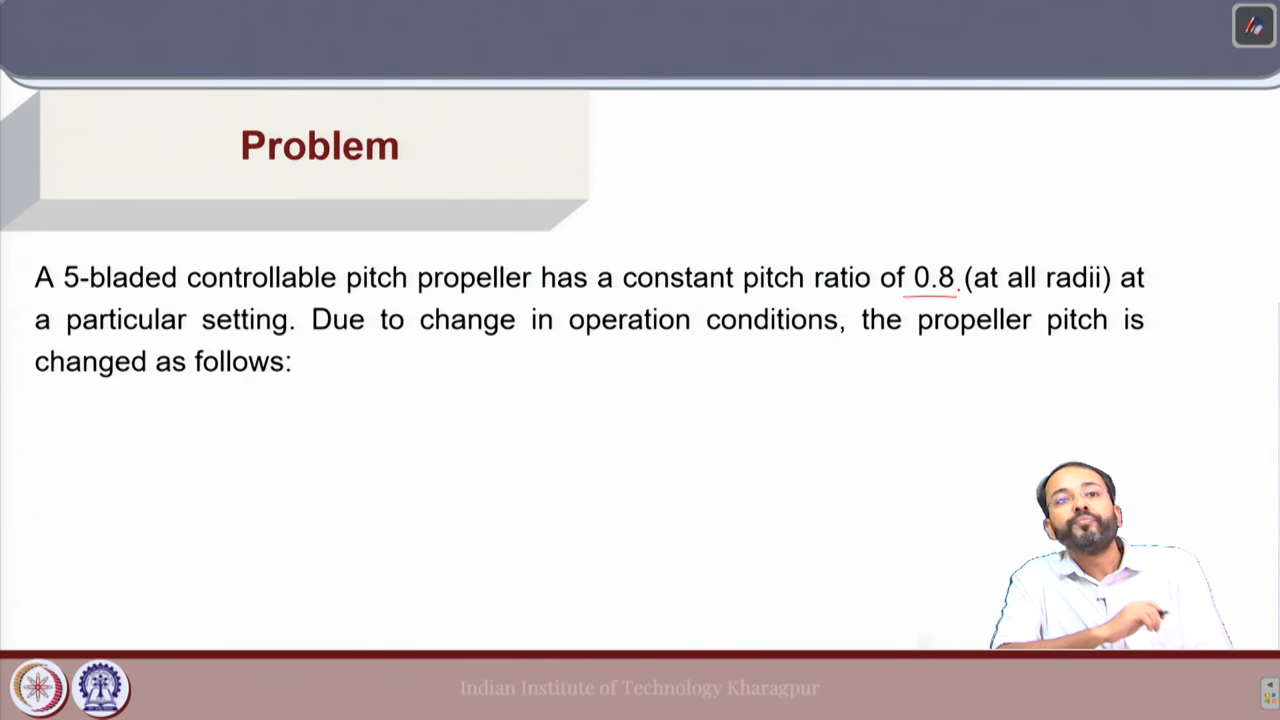 Problem
A 5-bladed controllable pitch propeller has a constant pitch ratio of 0.8 (at all radii) at
a particular setting. Due to change in operation conditions, the propeller pitch is
changed as follows:
Indian Institute of Technology Kharagpur